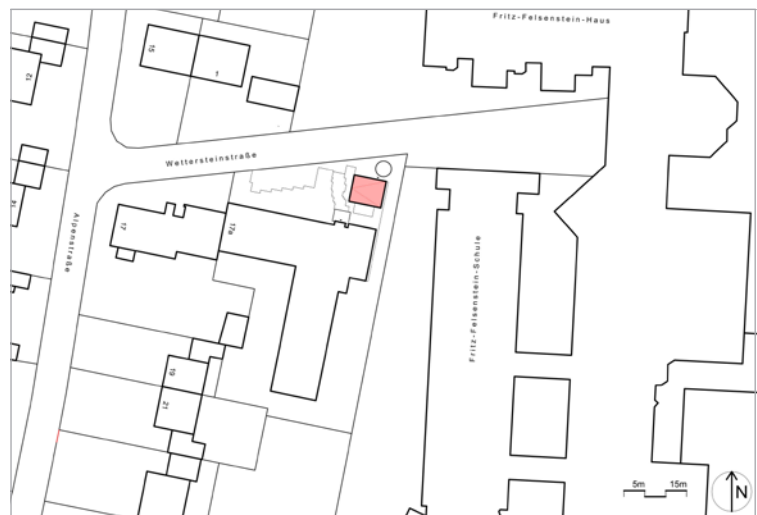 Fritz-Felsenstein-Haus
15
1
12
Wettersteinstraße
14
Alpenstraße
17
17a
Fritz-Felsenstein-Schule
19
21
5m 15m
N